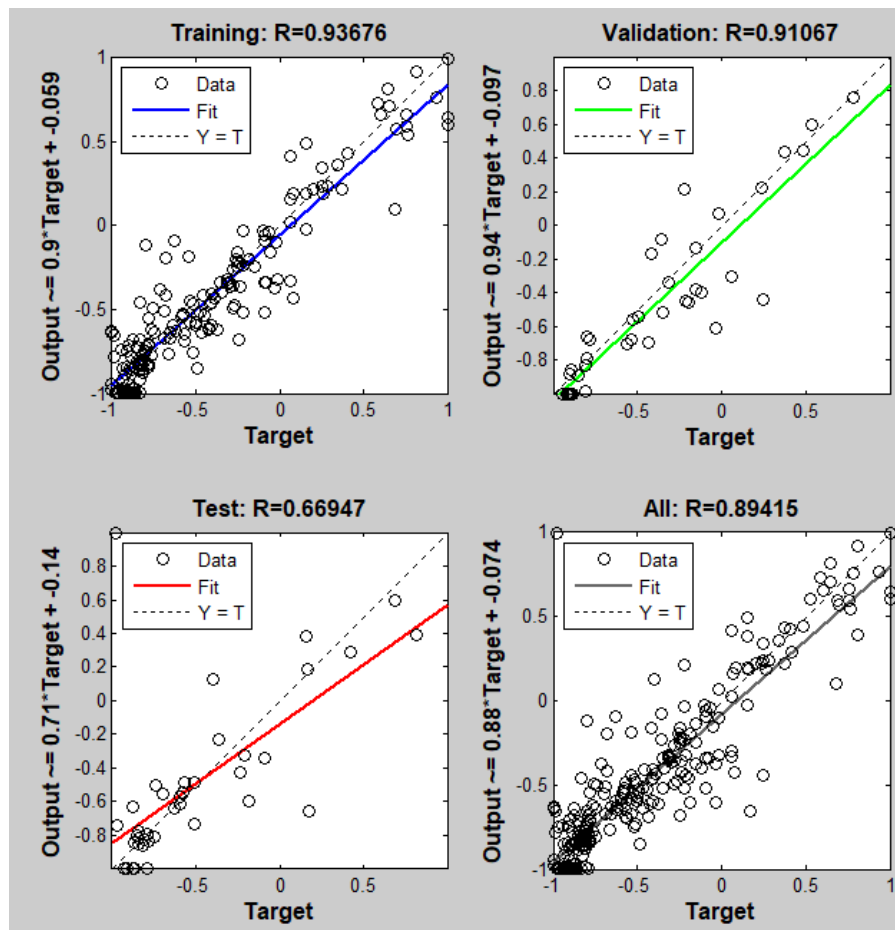 Training: R=0.93676
Output ~= 0.9*Target + -0.059
1
0.5
0
-0.5
-1
Data
Fit
Y = T
-1
-0.5
0
0.5
1
Target
Validation: R=0.91067
Output ~= 0.94*Target + -0.097
0.8
0.6
0.4
0.2
0
-0.2
-0.4
-0.6
-0.8
Data
Fit
Y = T
-0.5
0
0.5
Target
Test: R=0.66947
Output ~= 0.71*Target + -0.14
0.8
0.6
0.4
0.2
0
-0.2
-0.4
-0.6
-0.8
Data
Fit
Y = T
-0.5
0
0.5
Target
All: R=0.89415
Output ~= 0.88*Target + -0.074
1
0.5
0
-0.5
-1
Data
Fit
Y = T
-1
-0.5
0
0.5
1
Target